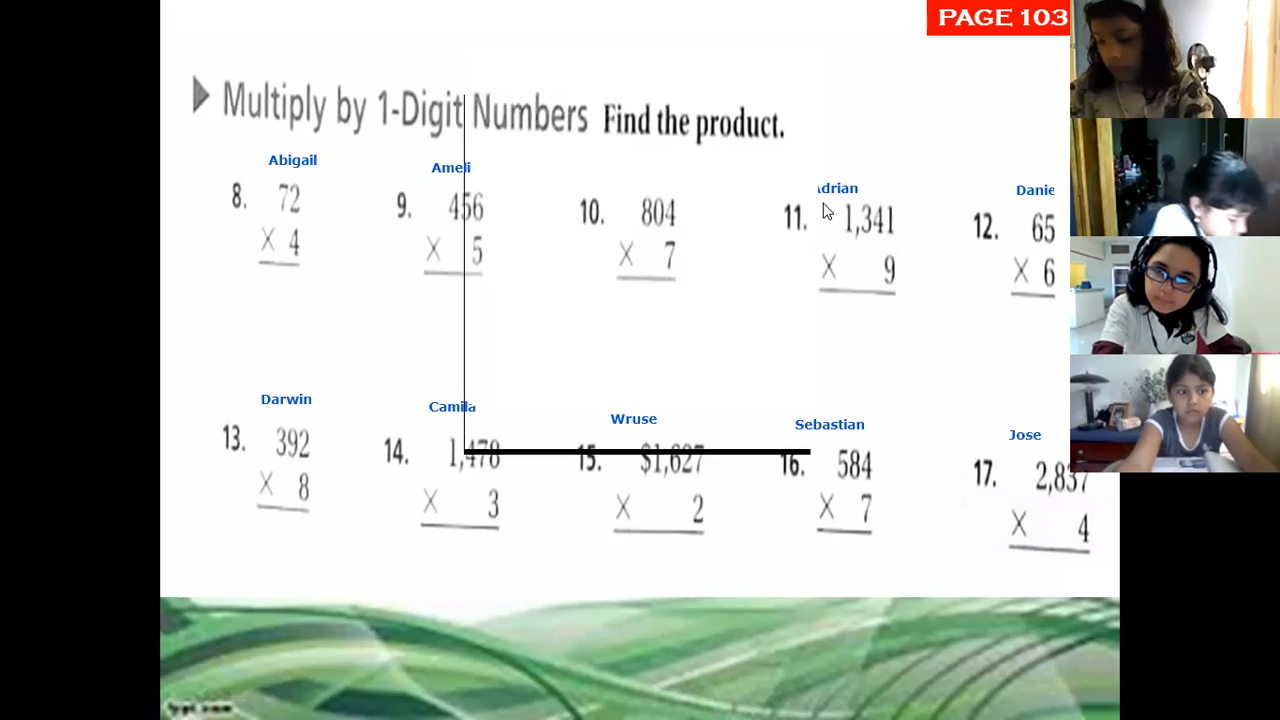 PAGE 103
Multiply by 1-Digit Numbers Find the product.
Abigail Ameli Adrian Danie
8. 72 9. 456 10. 804 11. 1,341 12. 65
X 4 X 5 X 7 X 9 X 6
Darwin Camila Wruse Sebastian Jose
13. 392 14. 1,478 15. $1,627 16. 584 17. 2,837
X 8 X 3 X 2 X 7 X 4